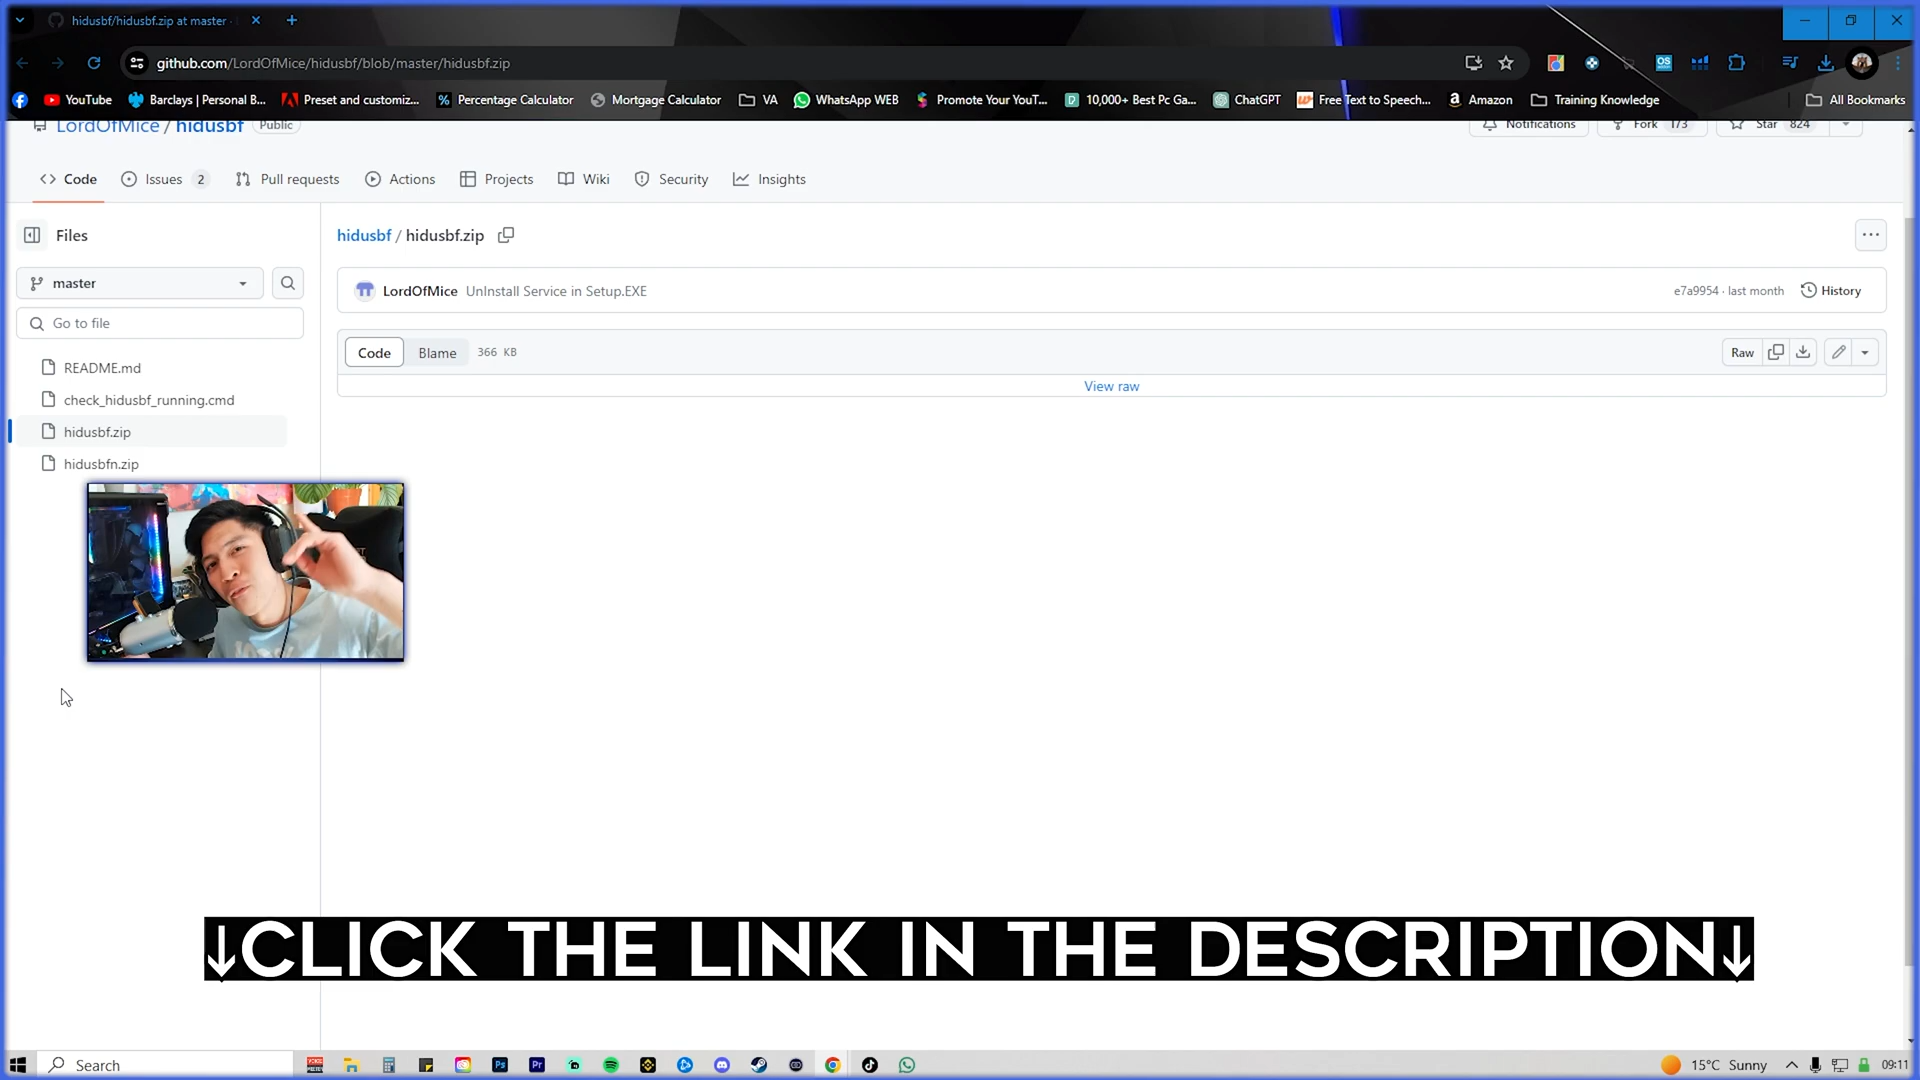 hidusbf/hidusbf.zip at master ·
github.com/LordOfMice/hidusbf/blob/master/hidusbf.zip
YouTube
Barclays | Personal B...
Preset and customiz...
Percentage Calculator
Mortgage Calculator
VA
WhatsApp WEB
Promote Your YouT...
10,000+ Best Pc Ga...
ChatGPT
Free Text to Speech...
Amazon
Training Knowledge
All Bookmarks
LordOfMice / hidusbf Public
Notifications
Fork 173
Star 824
Code
Issues 2
Pull requests
Actions
Projects
Wiki
Security
Insights
Files
hidusbf / hidusbf.zip
master
LordOfMice UnInstall Service in Setup.EXE
e7a9954 · last month
History
Go to file
Code
Blame
366 KB
Raw
View raw
README.md
check_hidusbf_running.cmd
hidusbf.zip
hidusbfn.zip
↓CLICK THE LINK IN THE DESCRIPTION↓
Search
15°C Sunny
09:11